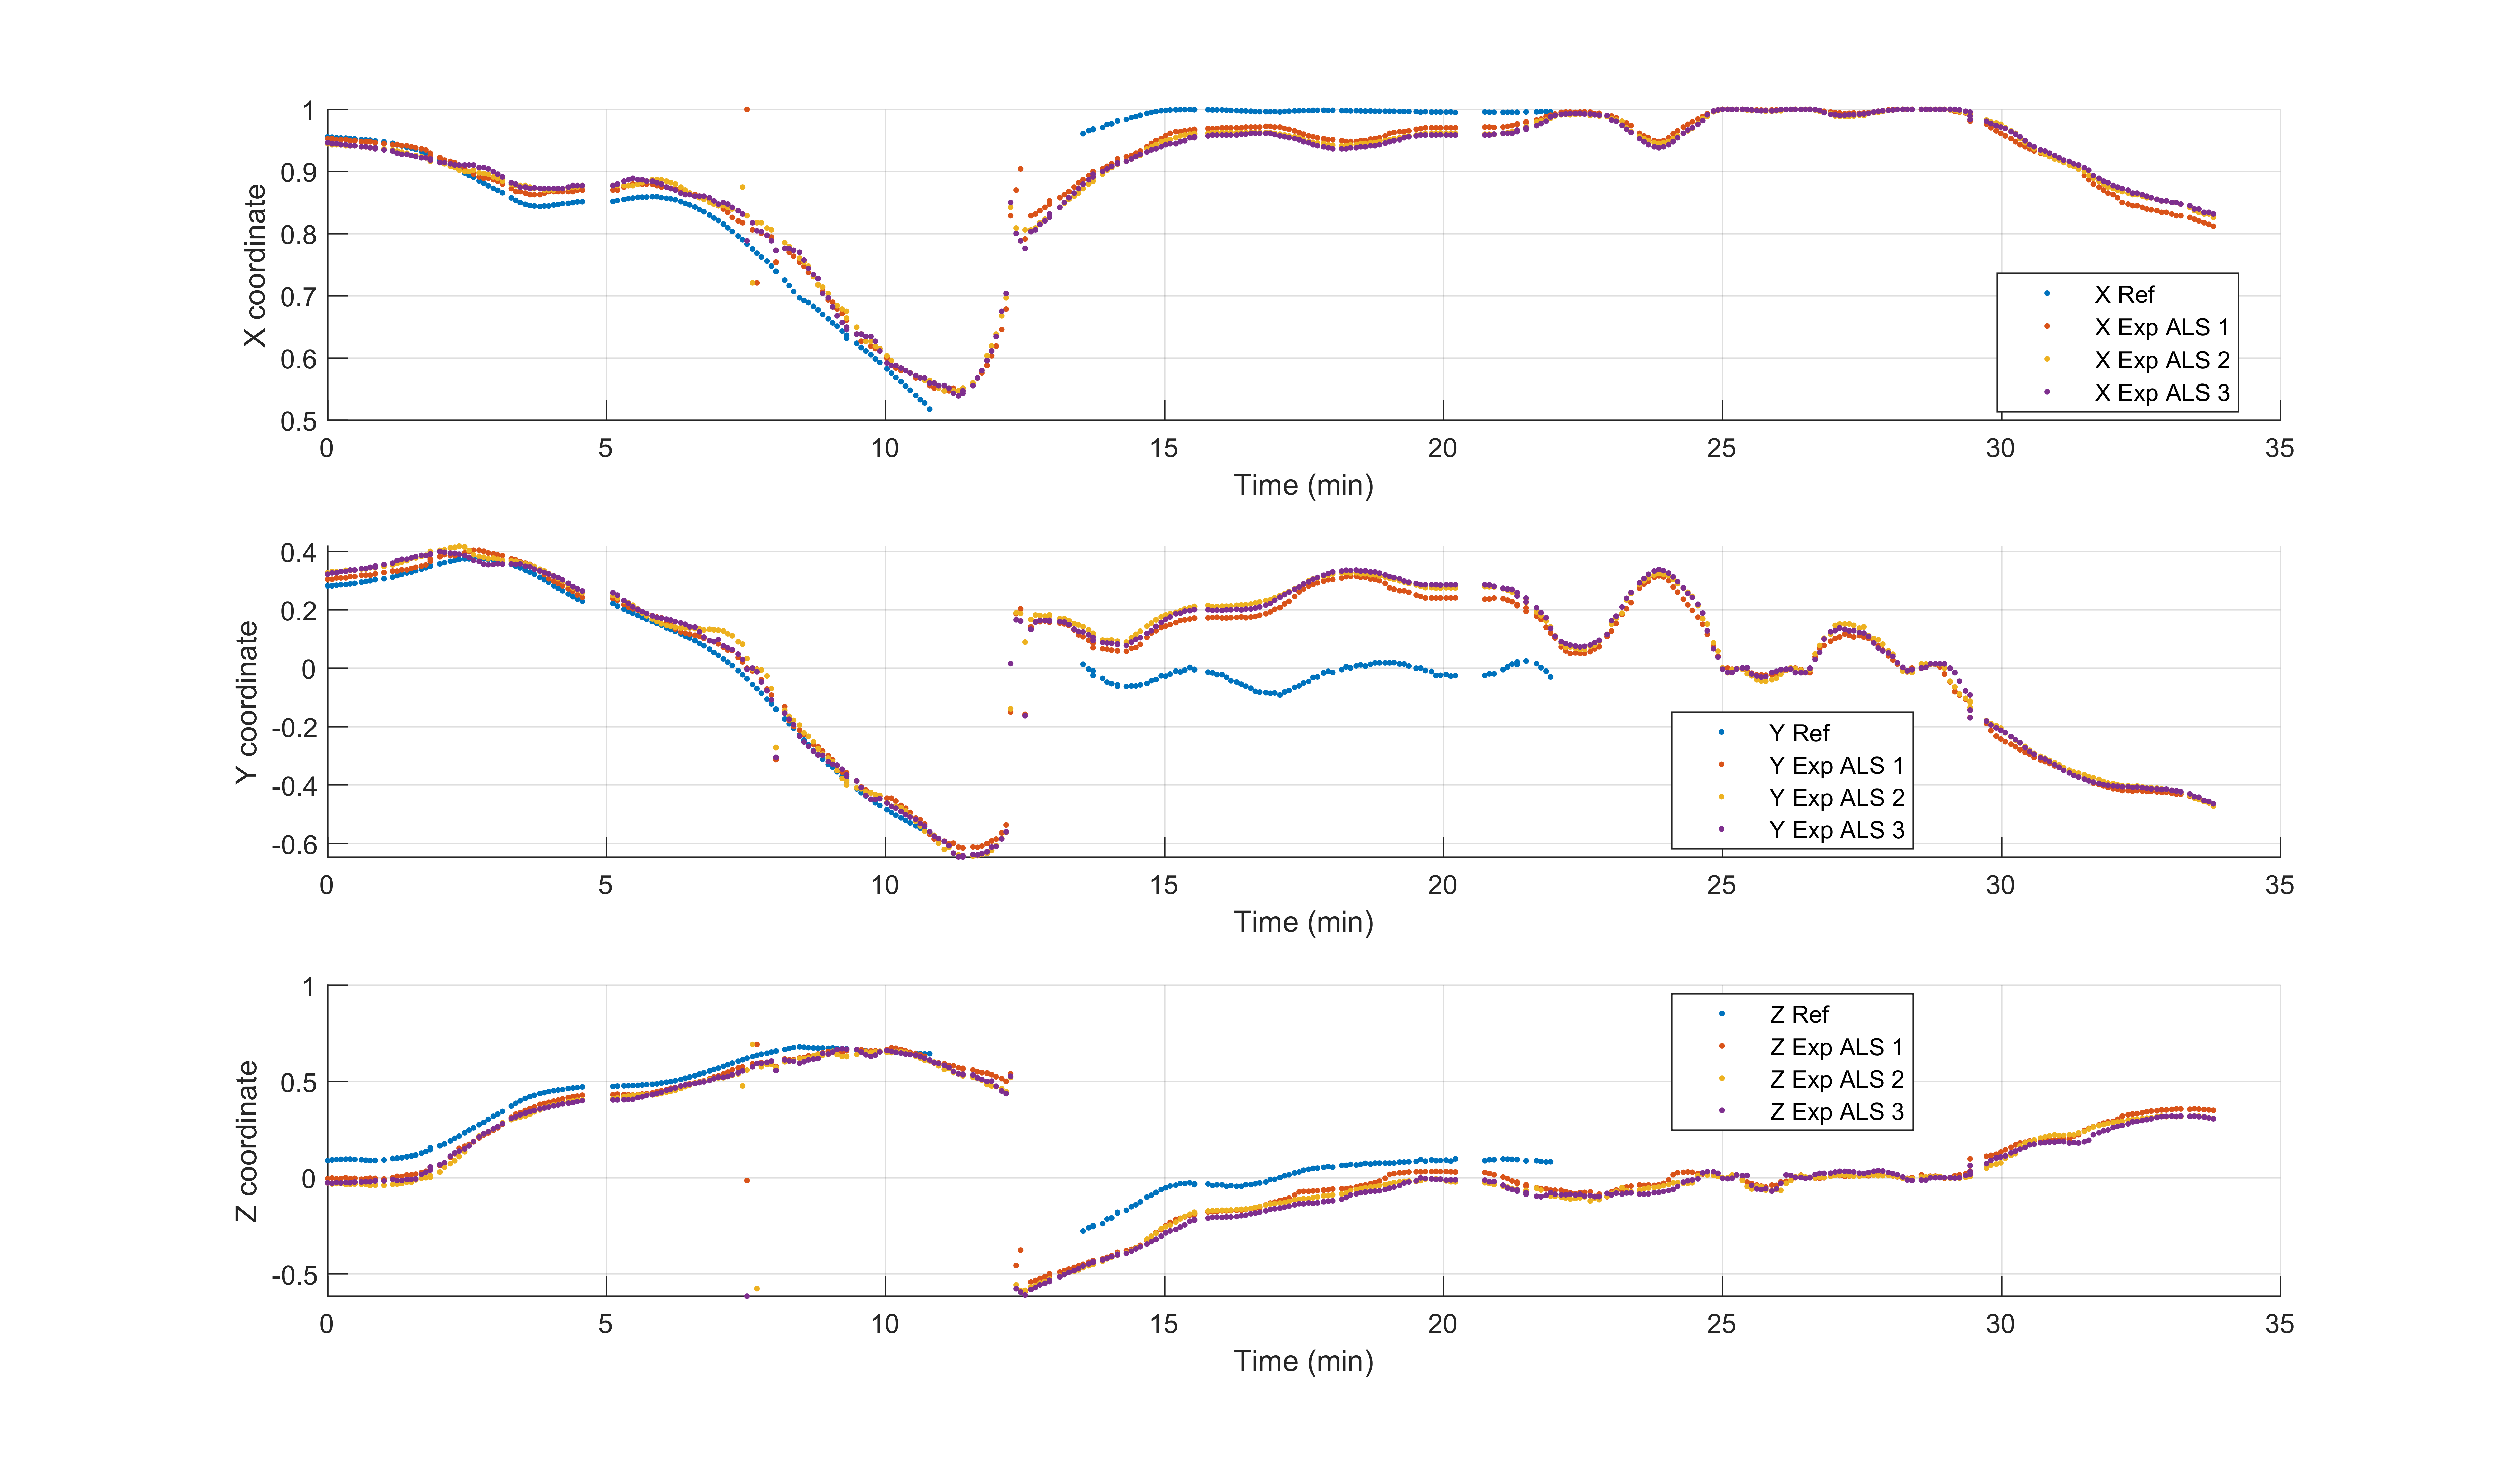 1
0.9
0.8
0.7
0.6
0.5
X coordinate
0 5 10 15 20 25 30 35
Time (min)
X Ref
X Exp ALS 1
X Exp ALS 2
X Exp ALS 3
0.4
0.2
0
-0.2
-0.4
-0.6
Y coordinate
0 5 10 15 20 25 30 35
Time (min)
Y Ref
Y Exp ALS 1
Y Exp ALS 2
Y Exp ALS 3
1
0.5
0
-0.5
Z coordinate
0 5 10 15 20 25 30 35
Time (min)
Z Ref
Z Exp ALS 1
Z Exp ALS 2
Z Exp ALS 3